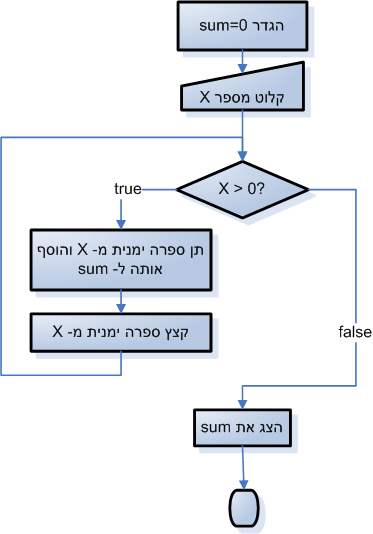 הגדר sum=0
קלוט מספר X
X > 0?
true
תן ספרה ימנית מ- X והוסף
אותה ל- sum
קצץ ספרה ימנית מ- X
false
הצג את sum